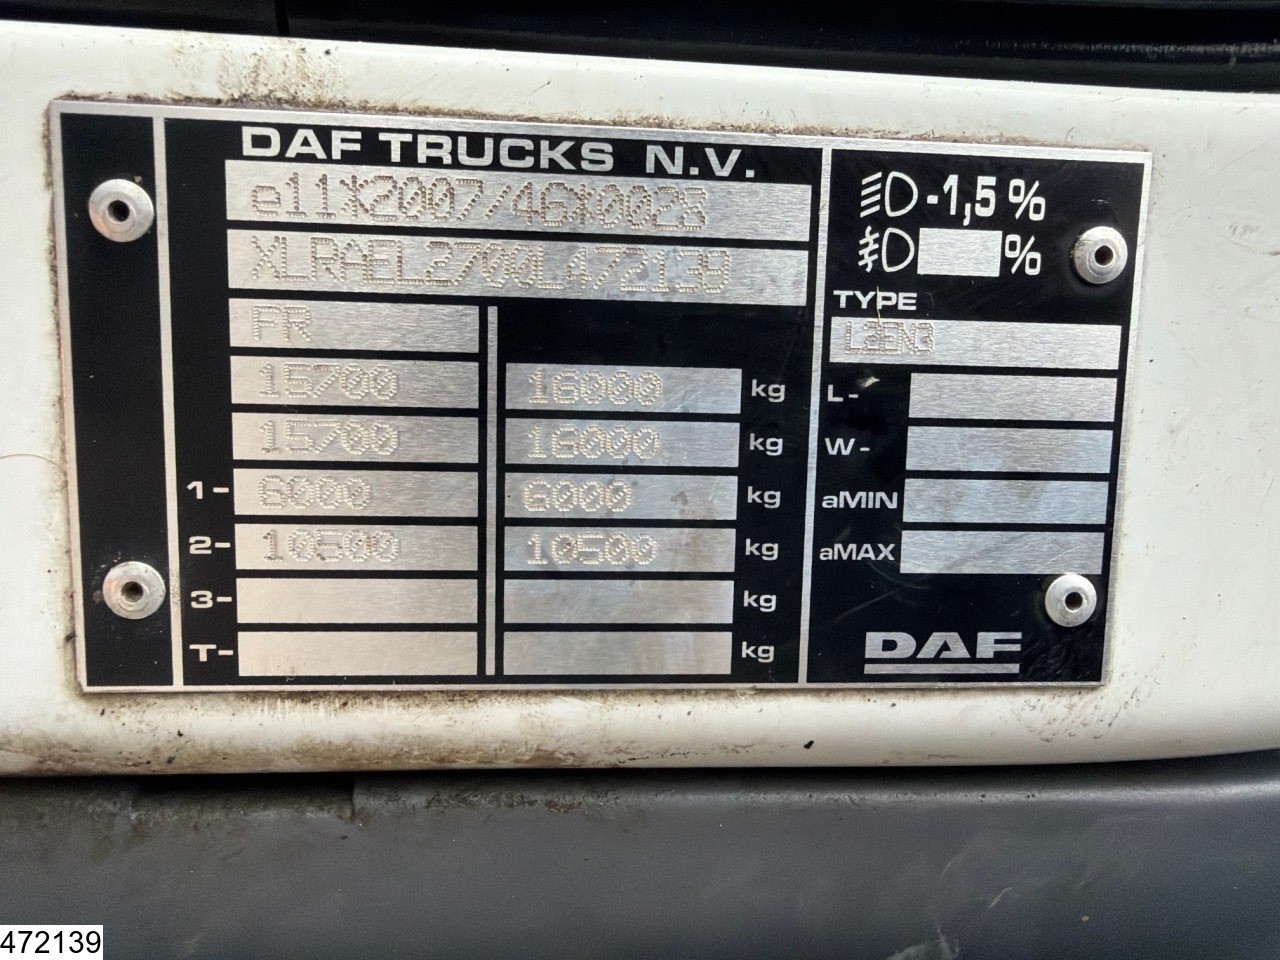 DAF TRUCKS N.V.
e11*2007/46*0028
XLRAEL2700L472139
FR
15700 16000 kg
15700 16000 kg
1- 6000 6000 kg
2- 10500 10500 kg
3- kg
T- kg
-1,5 %
%
TYPE
L2EN3
L-
W-
aMIN
aMAX
DAF
472139